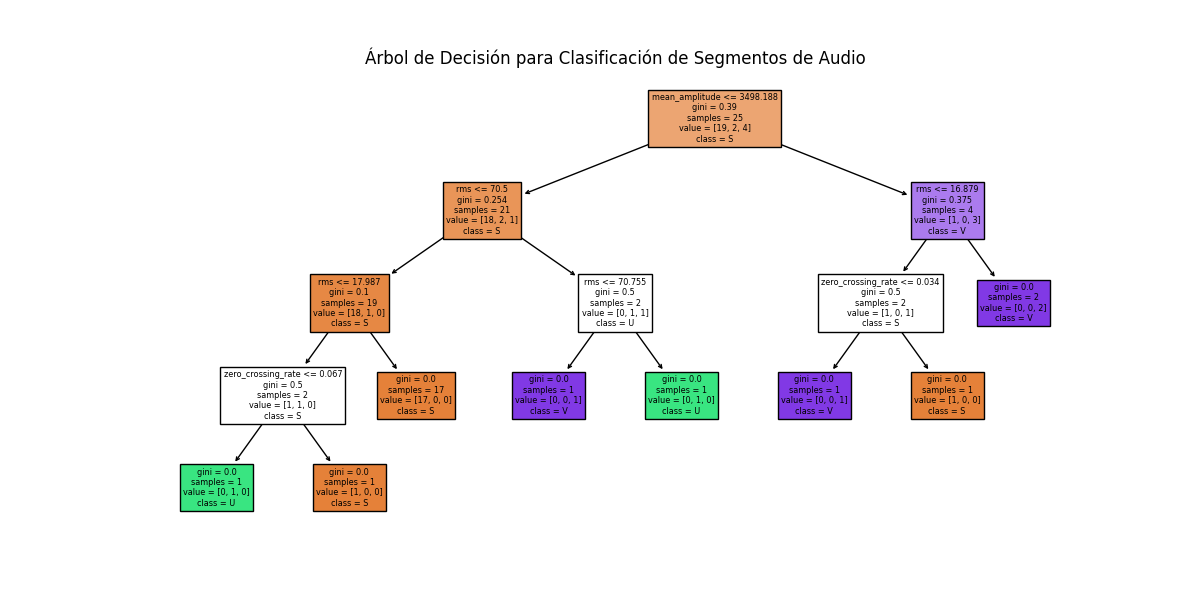 Árbol de Decisión para Clasificación de Segmentos de Audio
mean_amplitude <= 3498.188
gini = 0.39
samples = 25
value = [19, 2, 4]
class = S
rms <= 70.5
gini = 0.254
samples = 21
value = [18, 2, 1]
class = S
rms <= 16.879
gini = 0.375
samples = 4
value = [1, 0, 3]
class = V
rms <= 17.987
gini = 0.1
samples = 19
value = [18, 1, 0]
class = S
rms <= 70.755
gini = 0.5
samples = 2
value = [0, 1, 1]
class = U
zero_crossing_rate <= 0.034
gini = 0.5
samples = 2
value = [1, 0, 1]
class = S
gini = 0.0
samples = 2
value = [0, 0, 2]
class = V
zero_crossing_rate <= 0.067
gini = 0.5
samples = 2
value = [1, 1, 0]
class = S
gini = 0.0
samples = 17
value = [17, 0, 0]
class = S
gini = 0.0
samples = 1
value = [0, 0, 1]
class = V
gini = 0.0
samples = 1
value = [0, 1, 0]
class = U
gini = 0.0
samples = 1
value = [0, 0, 1]
class = V
gini = 0.0
samples = 1
value = [1, 0, 0]
class = S
gini = 0.0
samples = 1
value = [0, 1, 0]
class = U
gini = 0.0
samples = 1
value = [1, 0, 0]
class = S